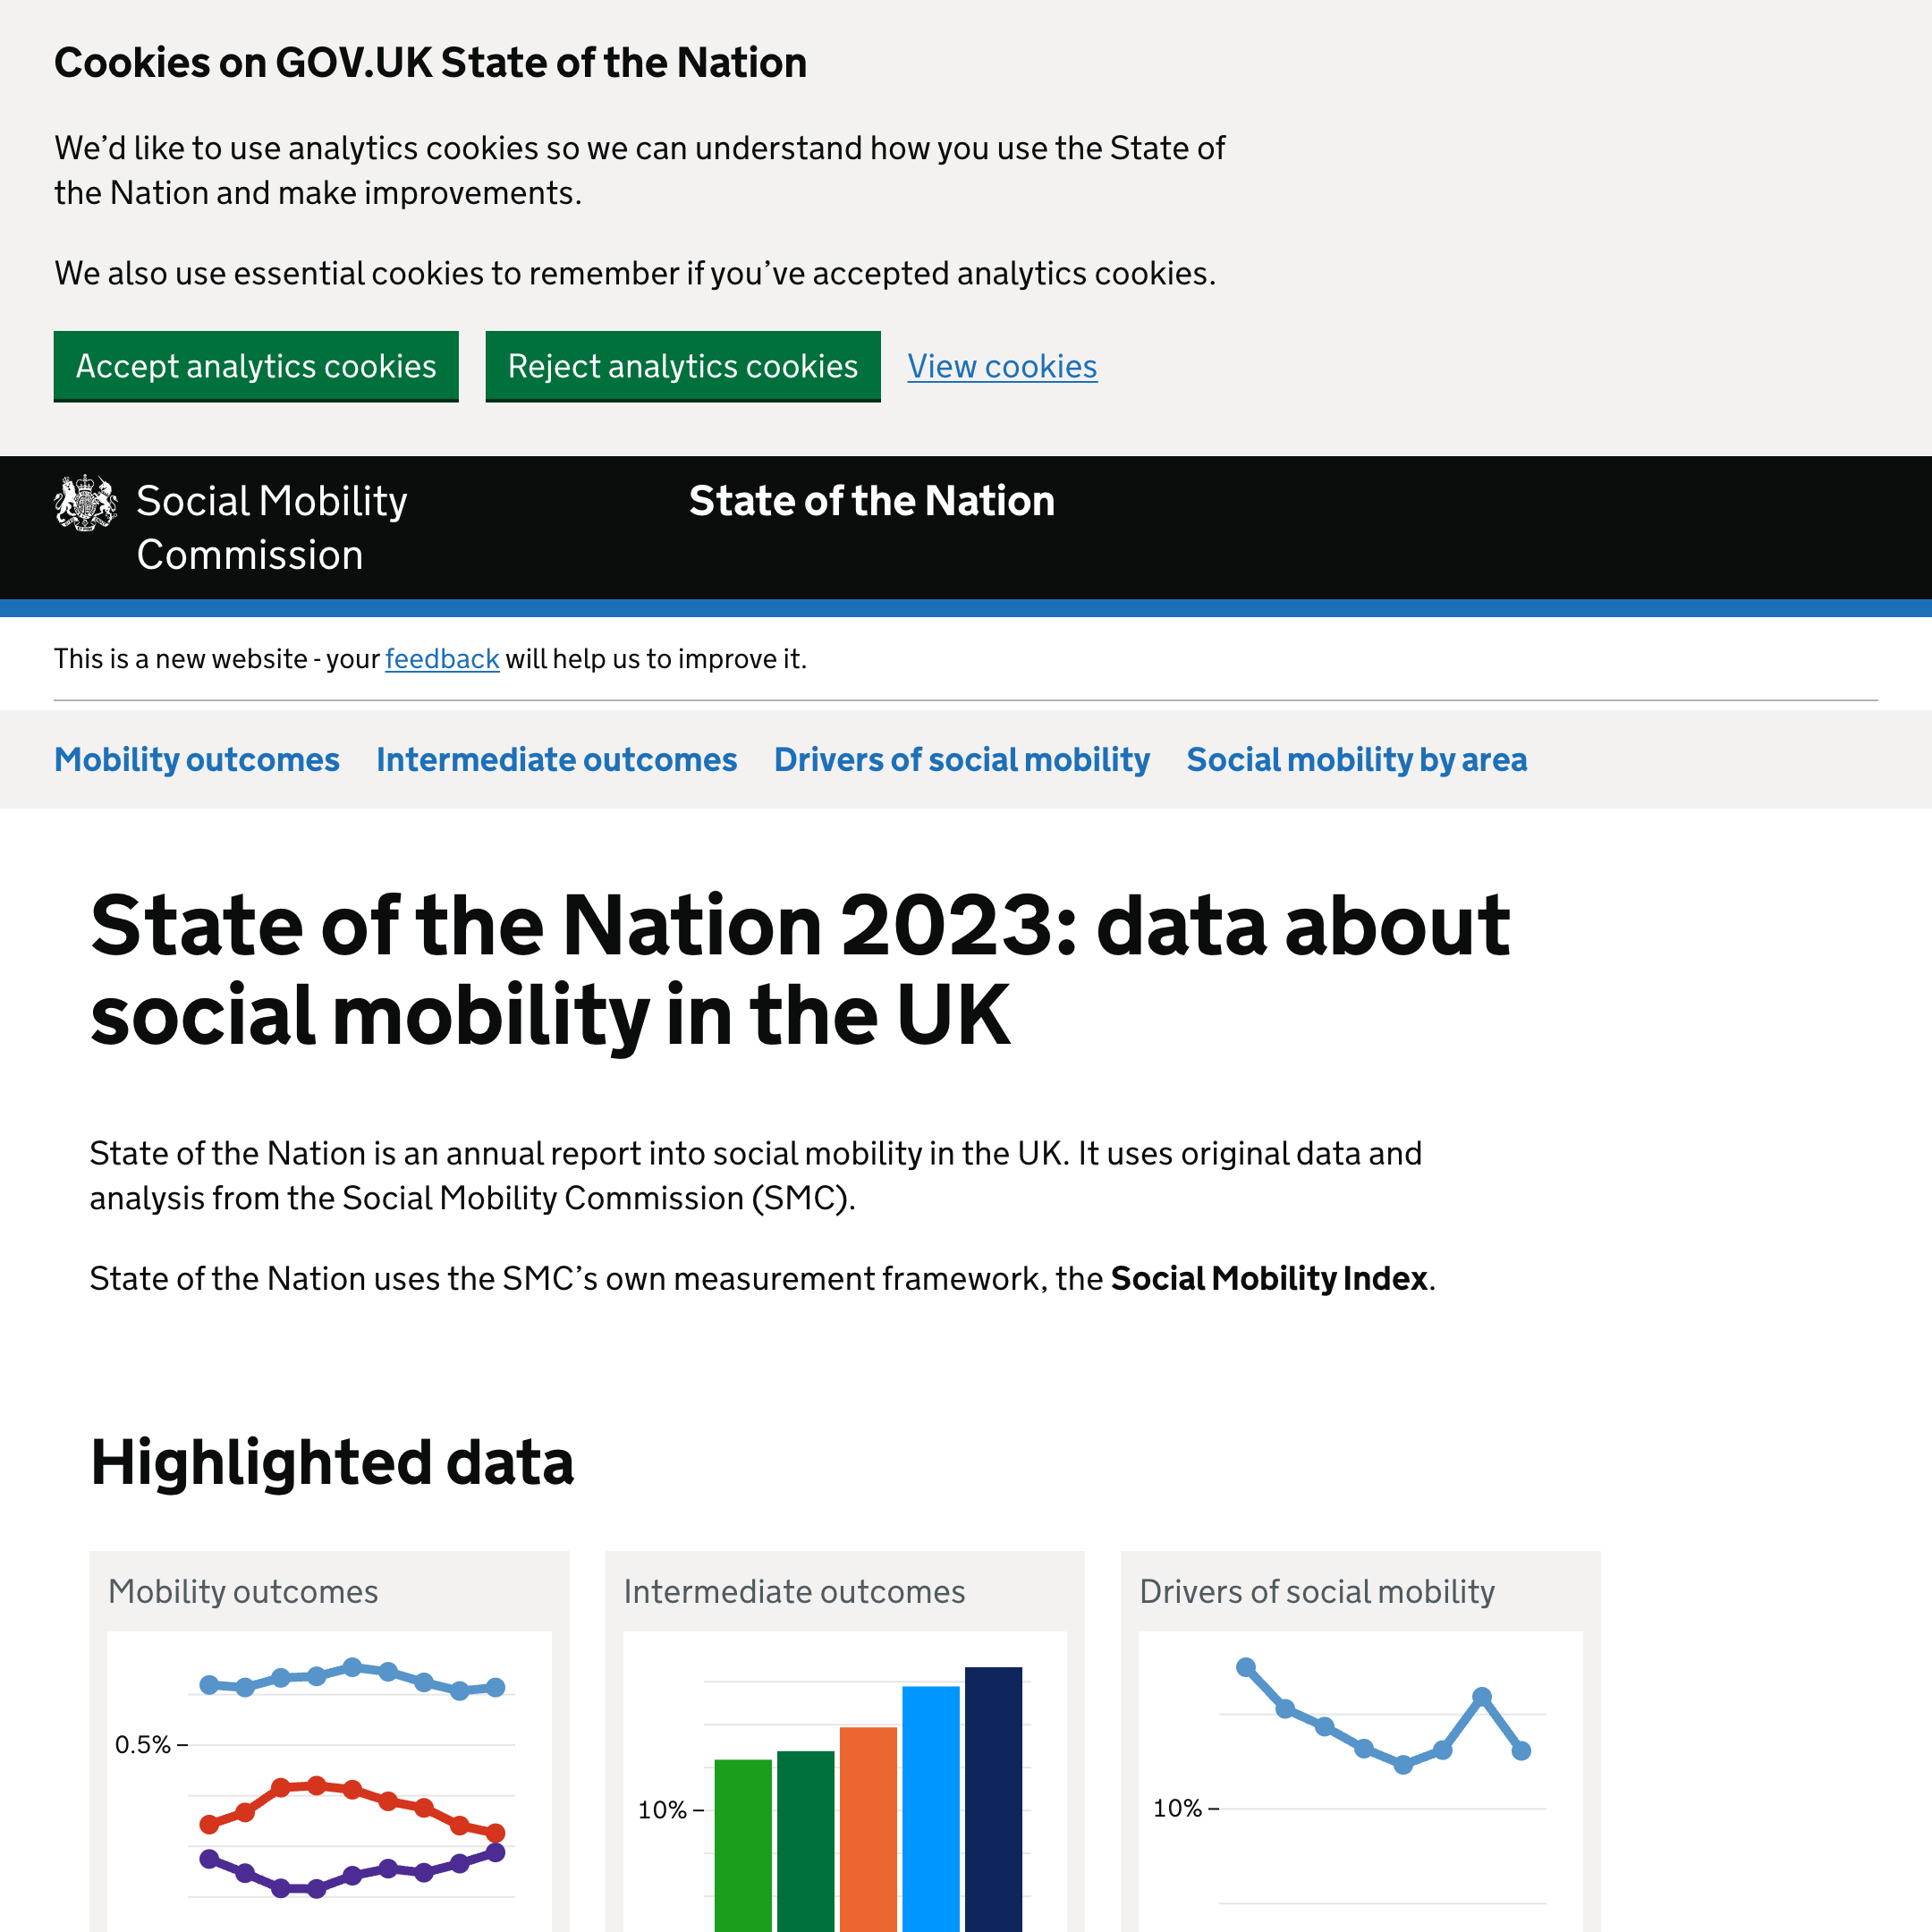 Cookies on GOV.UK State of the Nation
We’d like to use analytics cookies so we can understand how you use the State of
the Nation and make improvements.
We also use essential cookies to remember if you’ve accepted analytics cookies.
Accept analytics cookies
Reject analytics cookies
View cookies
Social Mobility
Commission
State of the Nation
This is a new website - your feedback will help us to improve it.
Mobility outcomes
Intermediate outcomes
Drivers of social mobility
Social mobility by area
State of the Nation 2023: data about
social mobility in the UK
State of the Nation is an annual report into social mobility in the UK. It uses original data and
analysis from the Social Mobility Commission (SMC).
State of the Nation uses the SMC’s own measurement framework, the Social Mobility Index.
Highlighted data
Mobility outcomes
0.5%
Intermediate outcomes
10%
Drivers of social mobility
10%